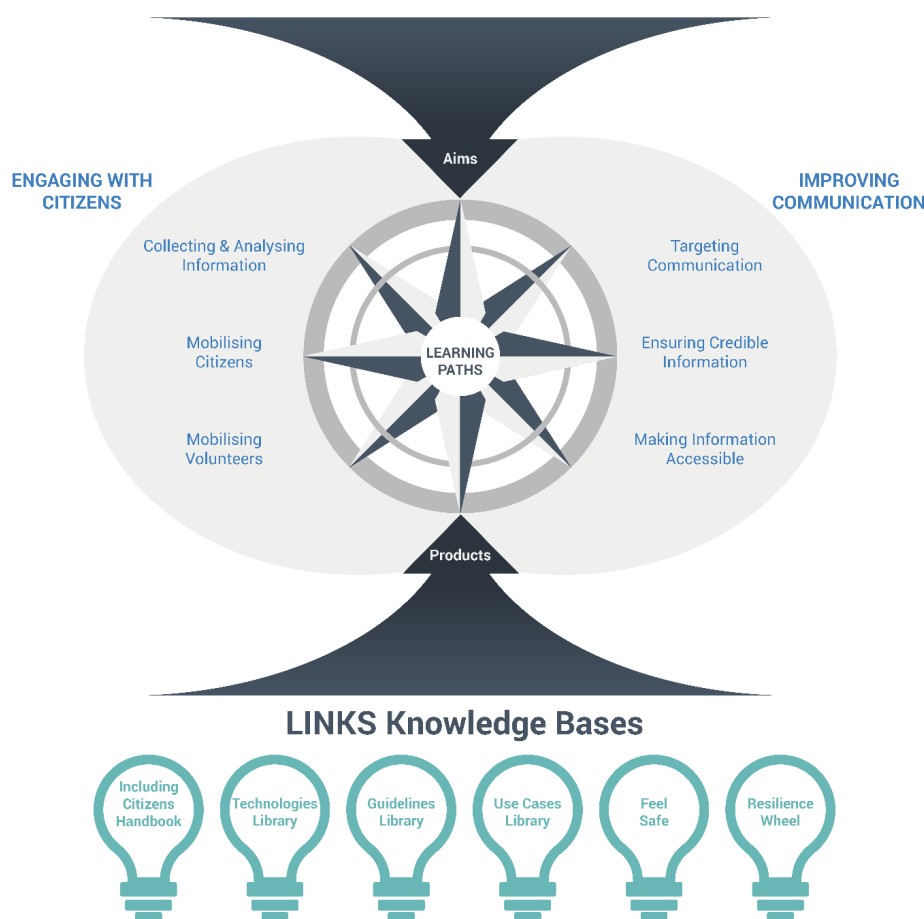 Aims
ENGAGING WITH
CITIZENS
IMPROVING
COMMUNICATION
Collecting & Analysing
Information
Targeting
Communication
Mobilising
Citizens
LEARNING
PATHS
Ensuring Credible
Information
Mobilising
Volunteers
Making Information
Accessible
Products
LINKS Knowledge Bases
Including
Citizens
Handbook
Technologies
Library
Guidelines
Library
Use Cases
Library
Feel
Safe
Resilience
Wheel